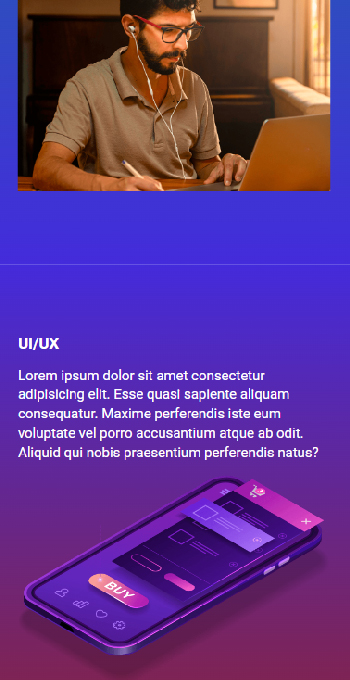 UI/UX
Lorem ipsum dolor sit amet consectetur
adipisicing elit. Esse quasi sapiente aliquam
consequatur. Maxime perferendis iste eum
voluptate vel porro accusantium atque ab odit.
Aliquid qui nobis praesentium perferendis natus?
BUY